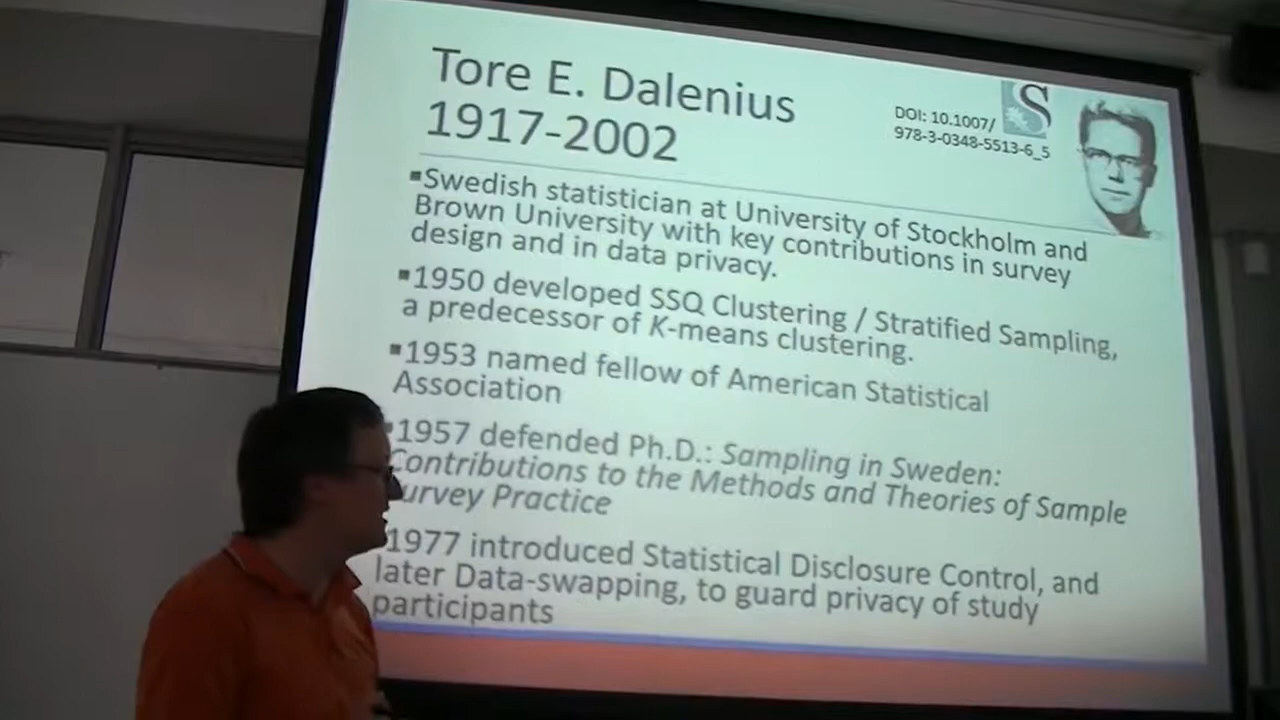 Tore E. Dalenius
1917-2002
DOI: 10.1007/
978-3-0348-5513-6_5
S
▪Swedish statistician at University of Stockholm and
Brown University with key contributions in survey
design and in data privacy.
▪1950 developed SSQ Clustering / Stratified Sampling,
a predecessor of K-means clustering.
▪1953 named fellow of American Statistical
Association
▪1957 defended Ph.D.: Sampling in Sweden:
Contributions to the Methods and Theories of Sample
urvey Practice
1977 introduced Statistical Disclosure Control, and
later Data-swapping, to guard privacy of study
participants